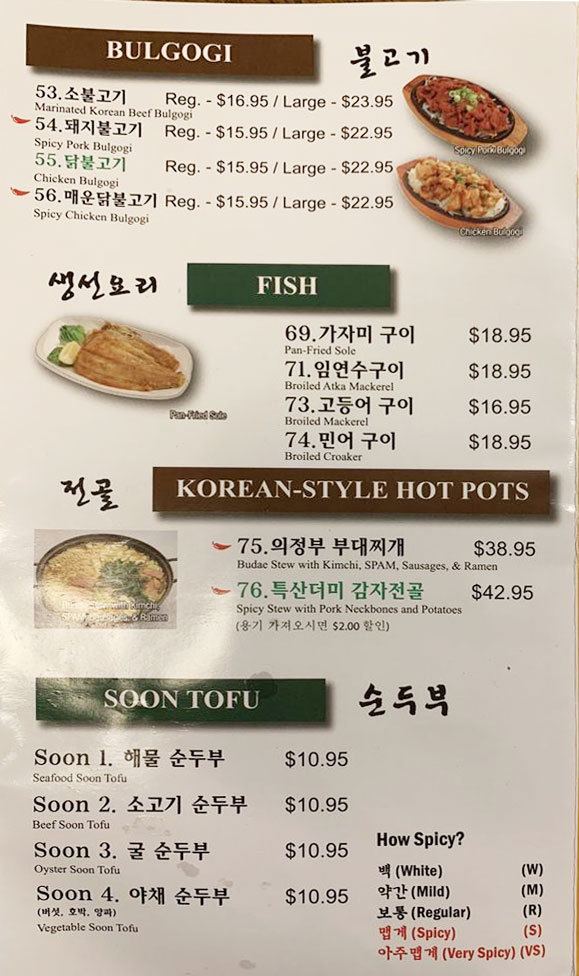 BULGOGI 불고기
53.소불고기 Reg. - $16.95 / Large - $23.95
Marinated Korean Beef Bulgogi
54.돼지불고기 Reg. - $15.95 / Large - $22.95
Spicy Pork Bulgogi
55.닭불고기 Reg. - $15.95 / Large - $22.95
Chicken Bulgogi
56.매운닭불고기 Reg. - $15.95 / Large - $22.95
Spicy Chicken Bulgogi
Spicy Pork Bulgogi
Chicken Bulgogi
생선요리 FISH
Pan-Fried Sole
69.가자미 구이 $18.95
Pan-Fried Sole
71.임연수구이 $18.95
Broiled Atka Mackerel
73.고등어 구이 $16.95
Broiled Mackerel
74.민어 구이 $18.95
Broiled Croaker
전골 KOREAN-STYLE HOT POTS
75.의정부 부대찌개 $38.95
Budae Stew with Kimchi, SPAM, Sausages, & Ramen
76.특산더미 감자전골 $42.95
Spicy Stew with Pork Neckbones and Potatoes
(용기 가져오시면 $2.00 할인)
with Kimchi,
& Ramen
SOON TOFU 순두부
Soon 1. 해물 순두부 $10.95
Seafood Soon Tofu
Soon 2. 소고기 순두부 $10.95
Beef Soon Tofu
Soon 3. 굴 순두부 $10.95
Oyster Soon Tofu
Soon 4. 야채 순두부 $10.95
(버섯, 호박, 양파)
Vegetable Soon Tofu
How Spicy?
백 (White) (W)
약간 (Mild) (M)
보통 (Regular) (R)
맵게 (Spicy) (S)
아주맵게 (Very Spicy) (VS)